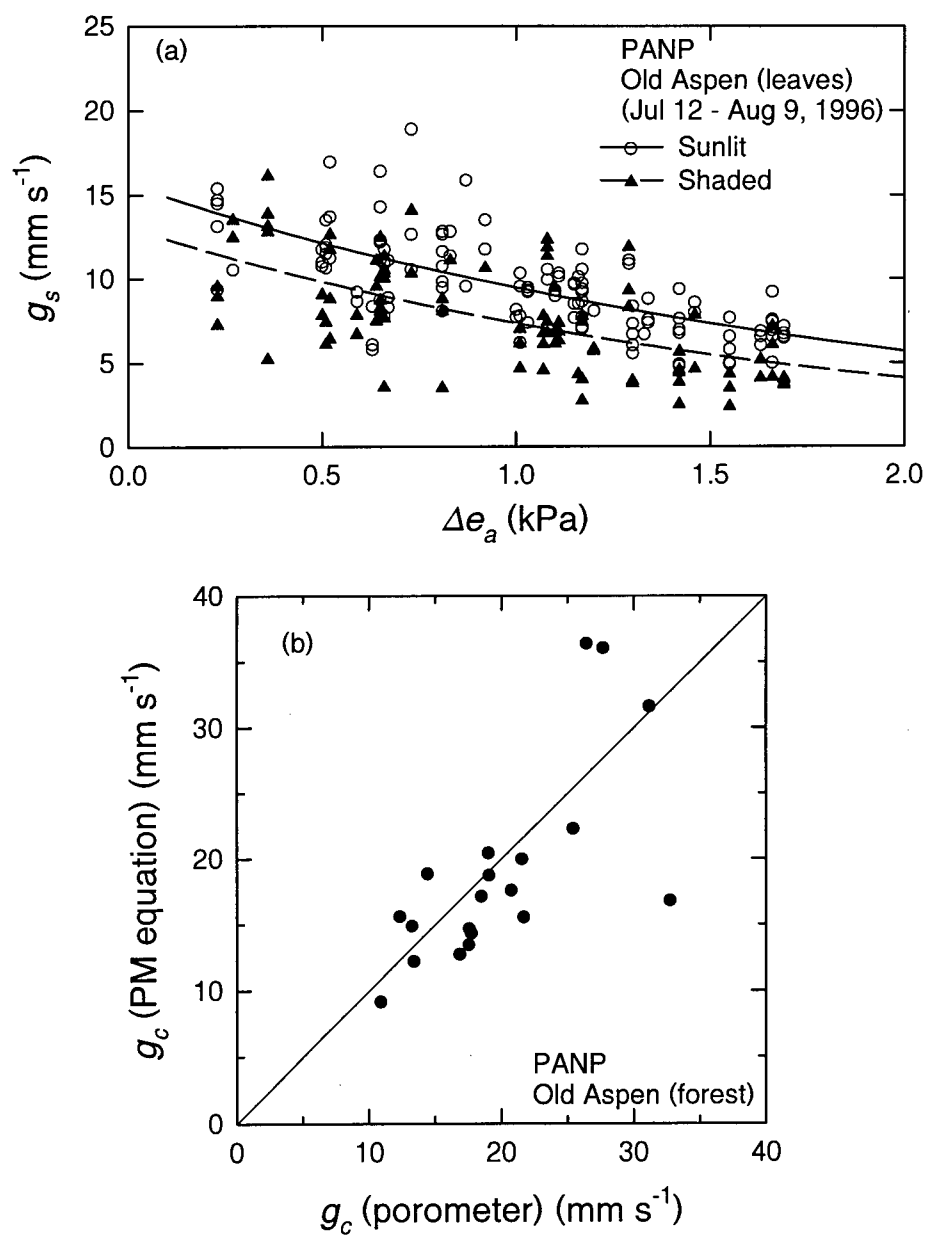 25
20
15
10
5
0
g_s (mm s⁻¹)
(a)
PANP
Old Aspen (leaves)
(Jul 12 - Aug 9, 1996)
Sunlit
Shaded
0.0 0.5 1.0 1.5 2.0
Δe_a (kPa)
40
30
20
10
0
g_c (PM equation) (mm s⁻¹)
(b)
PANP
Old Aspen (forest)
0 10 20 30 40
g_c (porometer) (mm s⁻¹)